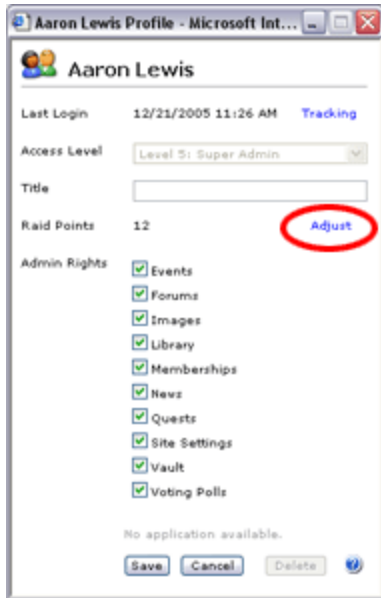 Aaron Lewis Profile - Microsoft Int...
Aaron Lewis
Last Login 12/21/2005 11:26 AM Tracking
Access Level Level 5: Super Admin
Title
Raid Points 12 Adjust
Admin Rights
Events
Forums
Images
Library
Memberships
News
Quests
Site Settings
Vault
Voting Polls
No application available.
Save Cancel Delete ?